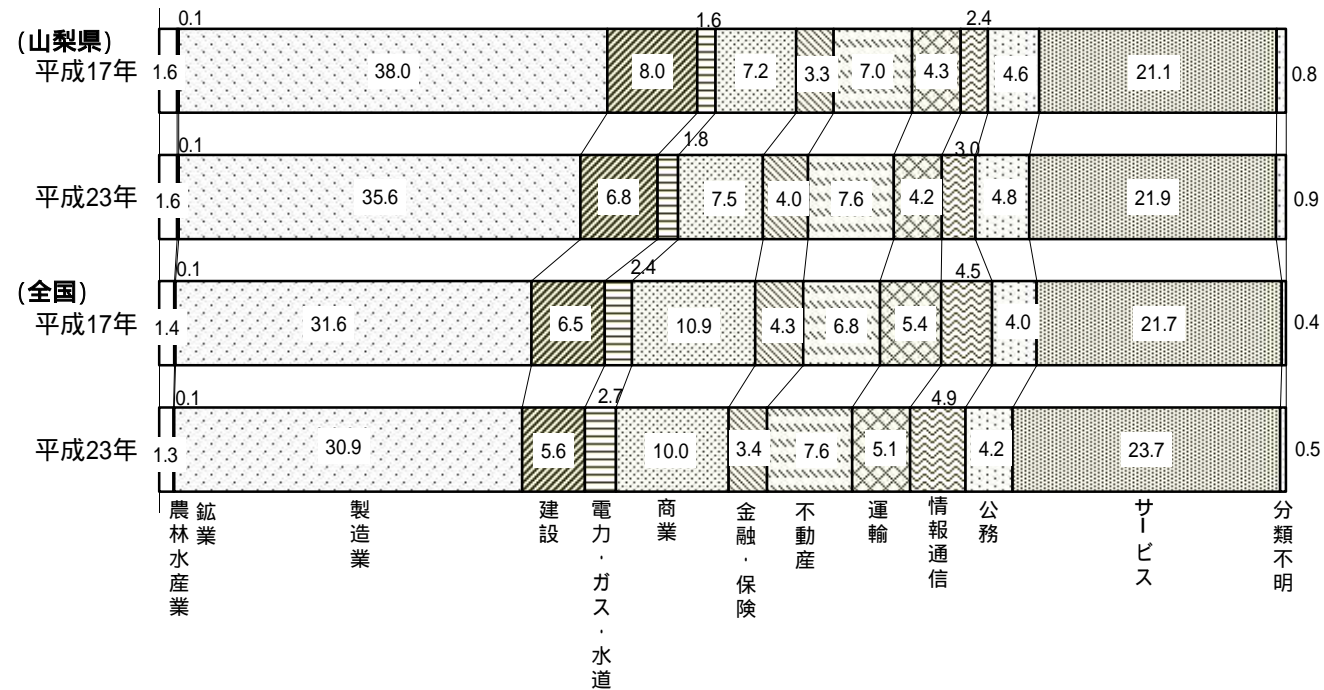 0.1 1.6 2.4
(山梨県)
平成17年 1.6 38.0 8.0 7.2 3.3 7.0 4.3 4.6 21.1 0.8
0.1 1.8 3.0
平成23年 1.6 35.6 6.8 7.5 4.0 7.6 4.2 4.8 21.9 0.9
0.1 2.4 4.5
(全国)
平成17年 1.4 31.6 6.5 10.9 4.3 6.8 5.4 4.0 21.7 0.4
0.1 2.7 4.9
平成23年 1.3 30.9 5.6 10.0 3.4 7.6 5.1 4.2 23.7 0.5
農林水産業
鉱業
製造業
建設
電力・ガス・水道
商業
金融・保険
不動産
運輸
情報通信
公務
サービス
分類不明